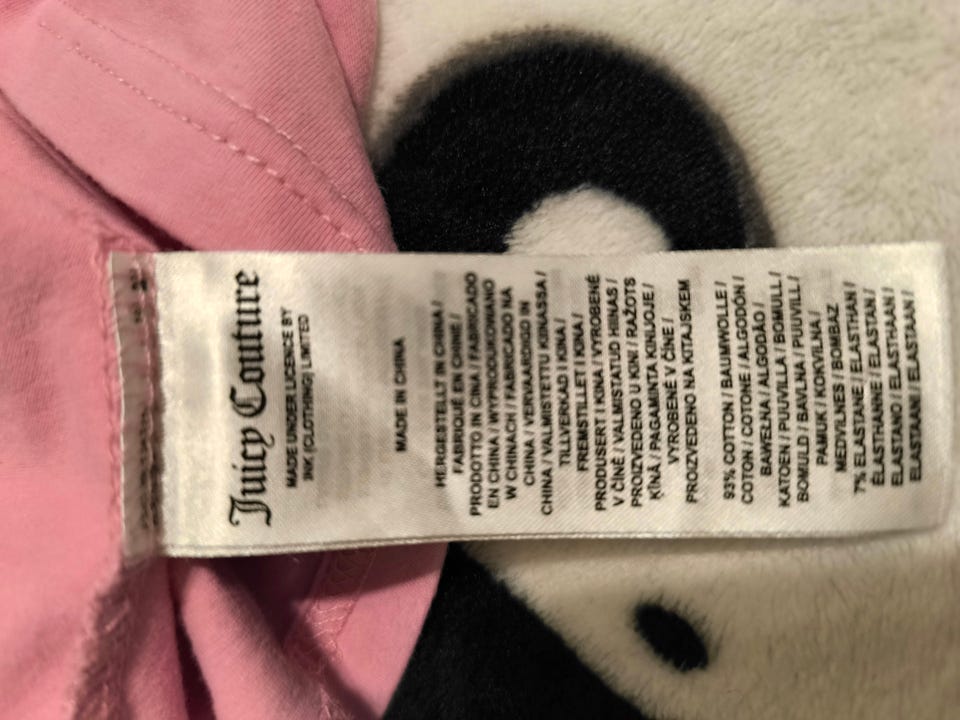 Juicy Couture
MADE UNDER LICENCE BY
INK (CLOTHING) LIMITED
MADE IN CHINA
HERGESTELLT IN CHINA /
FABRIQUÉ EN CHINE /
PRODOTTO IN CINA / FABRICADO
EN CHINA / WYPRODUKOWANO
W CHINACH / FABRICADO NA
CHINA / VERVAARDIGD IN
CHINA / VALMISTETTU KIINASSA /
TILLVERKAD I KINA /
FREMSTILLET I KINA /
PRODUSERT I KINA / VYROBENÉ
V ČÍNĚ / VALMISTATUD HIINAS /
PROIZVEDENO U KINI / RAŽOTS
ĶĪNĀ / PAGAMINTA KINIJOJE /
VYROBENÉ V ČÍNE /
PROIZVEDENO NA KITAJSKEM
93% COTTON / BAUMWOLLE /
COTON / COTONE / ALGODÓN /
BAWEŁNA / ALGODÃO /
KATOEN / PUUVILLA / BOMULL /
BOMULD / BAVLNA / PUUVILL /
PAMUK / KOKVILNA /
MEDVILNĖS / BOMBAŽ
7% ELASTANE / ELASTHAN /
ÉLASTHANNE / ELASTAN /
ELASTANO / ELASTHAAN /
ELASTAANI / ELASTAAN /